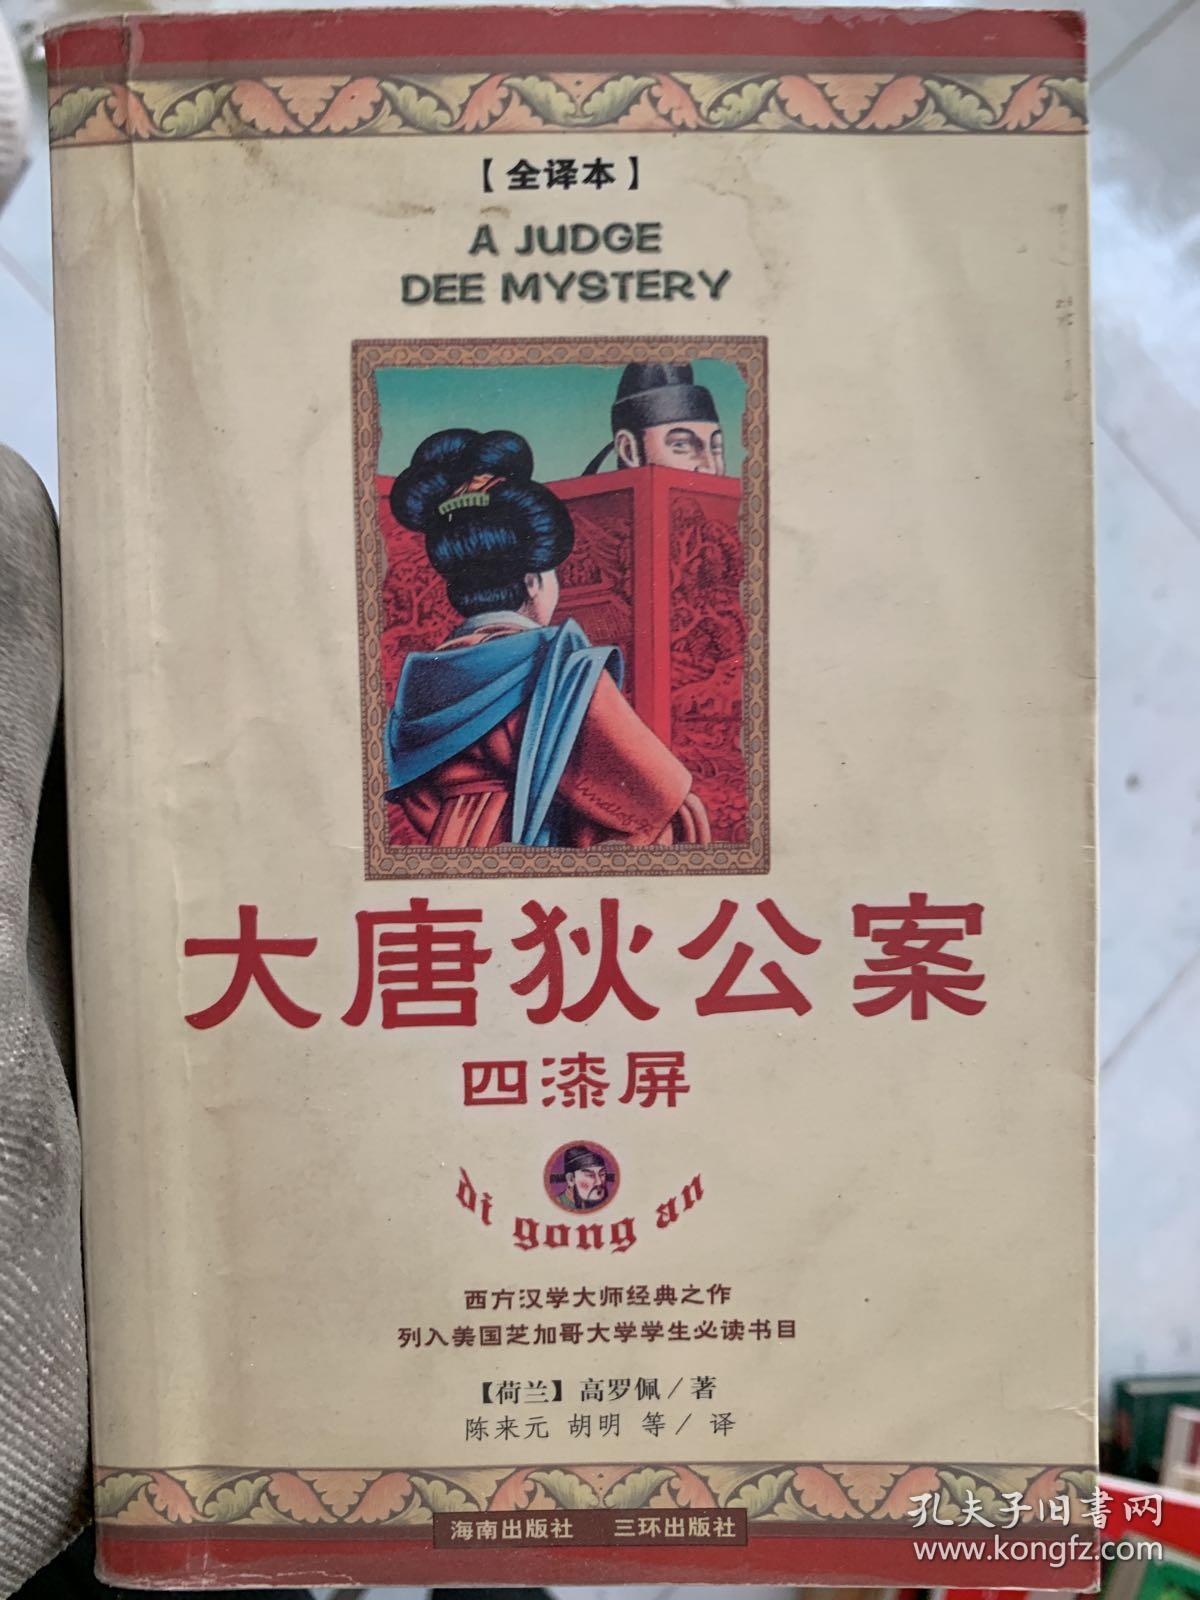 【全译本】
A JUDGE
DEE MYSTERY
大唐狄公案
四漆屏
di gong an
西方汉学大师经典之作
列入美国芝加哥大学学生必读书目
【荷兰】高罗佩／著
陈来元 胡明 等／译
海南出版社 三环出版社
孔夫子旧书网
www.kongfz.com